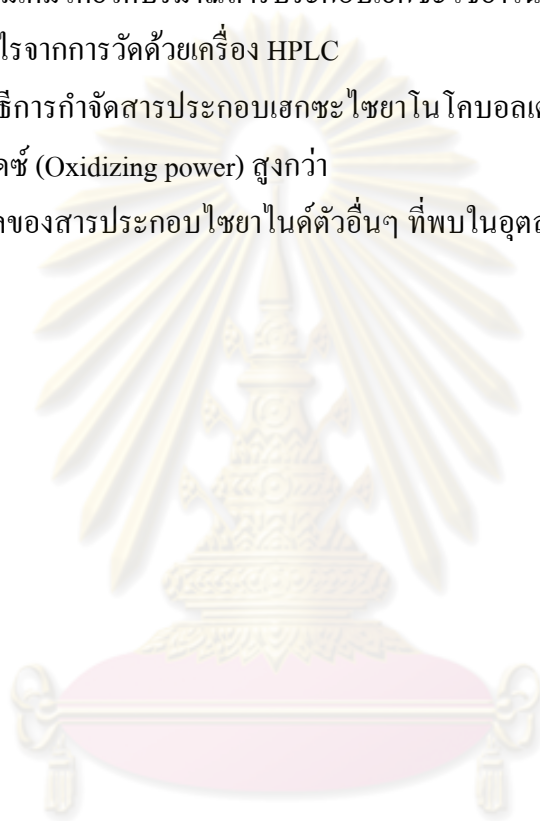 ไรจากการวัดด้วยเครื่อง HPLC
ธีการกำจัดสารประกอบเฮกซะไซยาโนโคบอลเต
ดซ์ (Oxidizing power) สูงกว่า
ของสารประกอบไซยาไนด์ตัวอื่นๆ ที่พบในอุต